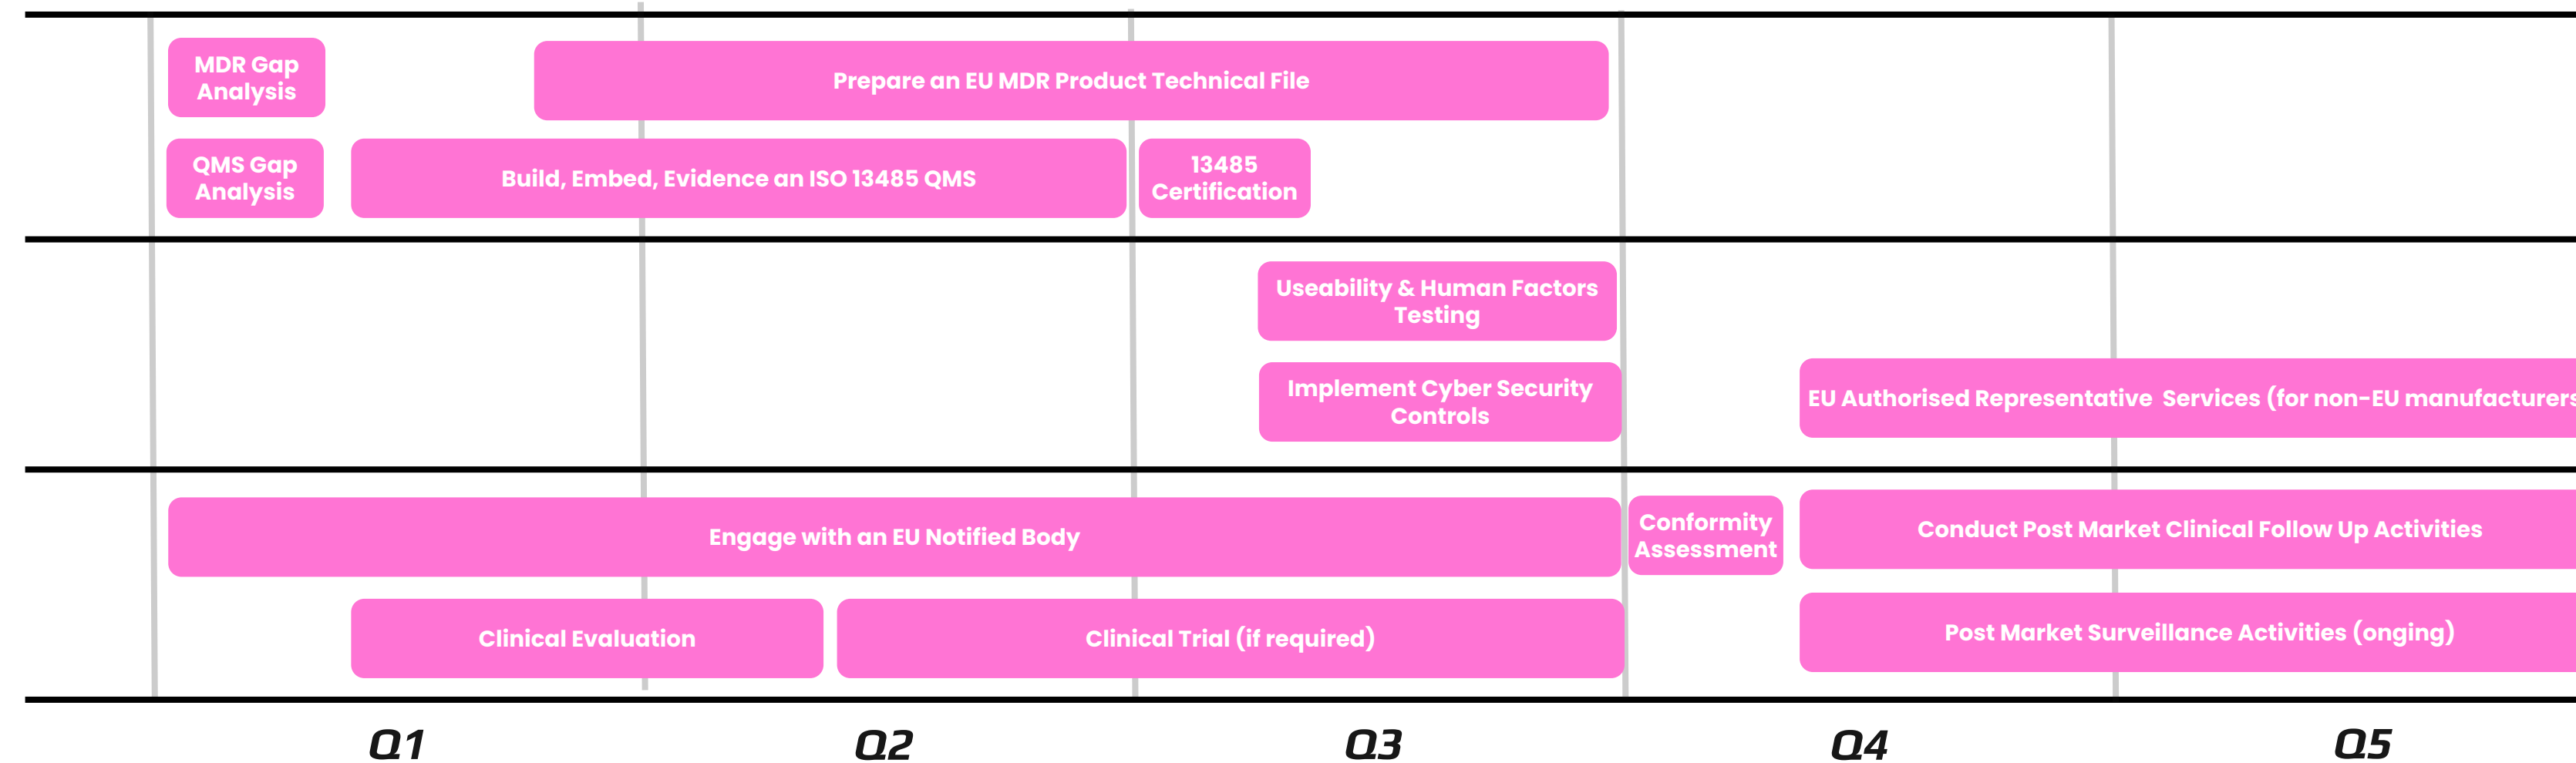 MDR Gap
Analysis
Prepare an EU MDR Product Technical File
QMS Gap
Analysis
Build, Embed, Evidence an ISO 13485 QMS
13485
Certification
Useability & Human Factors
Testing
Implement Cyber Security
Controls
EU Authorised Representative Services (for non-EU manufacturers
Engage with an EU Notified Body
Conformity
Assessment
Conduct Post Market Clinical Follow Up Activities
Clinical Evaluation
Clinical Trial (if required)
Post Market Surveillance Activities (onging)
Q1
Q2
Q3
Q4
Q5